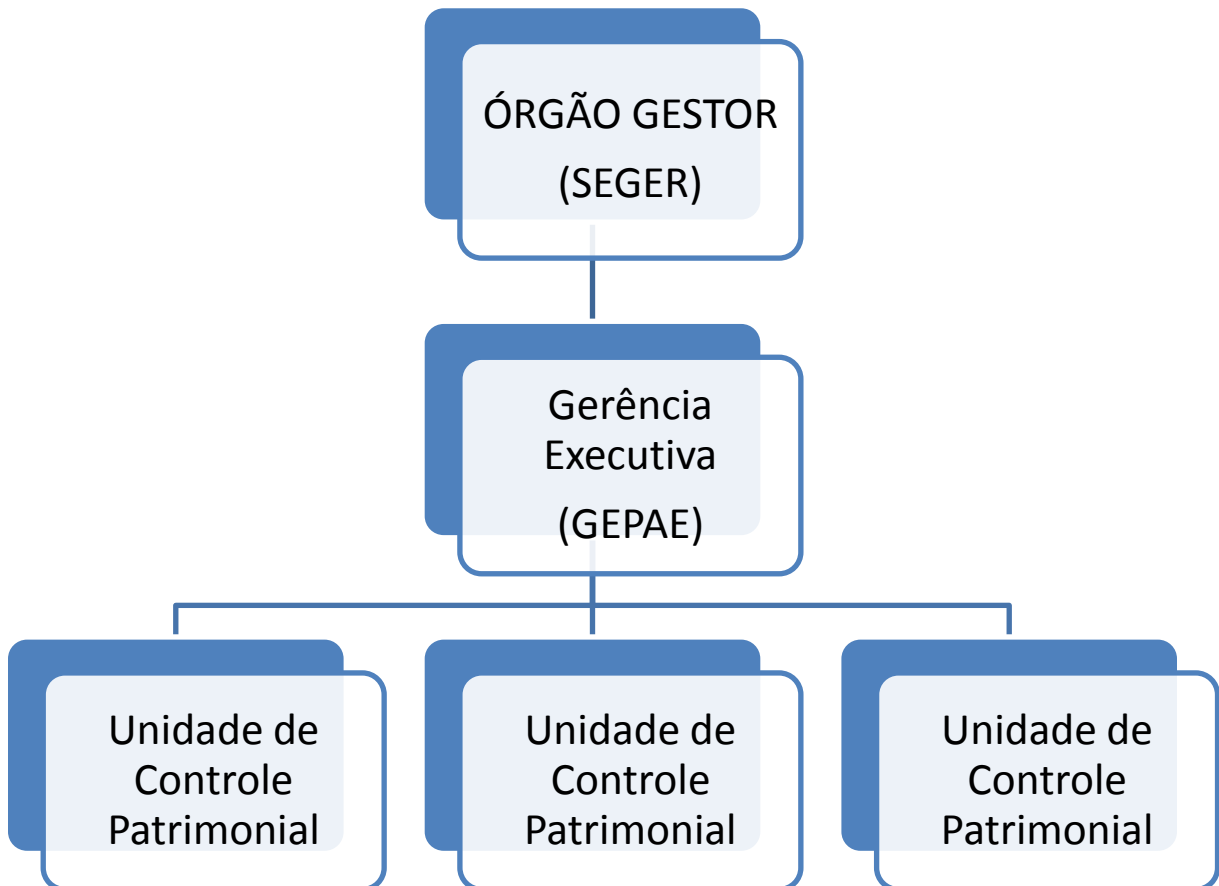 ÓRGÃO GESTOR
(SEGER)
Gerência
Executiva
(GEPAE)
Unidade de
Controle
Patrimonial
Unidade de
Controle
Patrimonial
Unidade de
Controle
Patrimonial